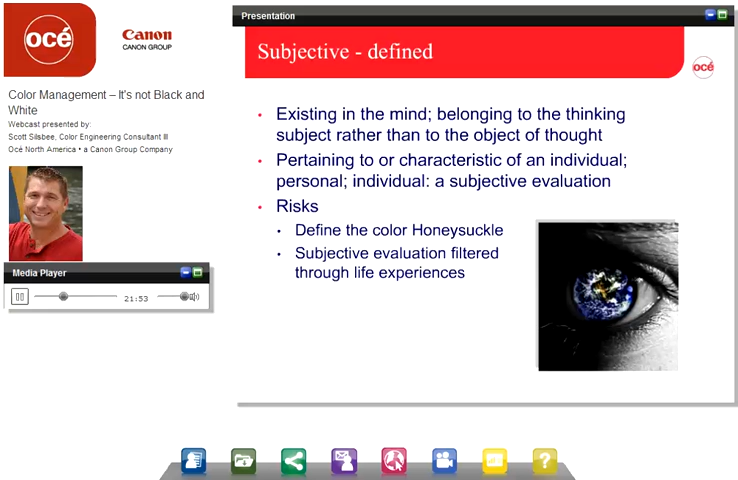 océ
Canon
CANON GROUP
Color Management – It's not Black and
White
Webcast presented by:
Scott Silsbee, Color Engineering Consultant III
Océ North America • a Canon Group Company
Media Player
21:53
Presentation
Subjective - defined
océ
• Existing in the mind; belonging to the thinking
subject rather than to the object of thought
• Pertaining to or characteristic of an individual;
personal; individual: a subjective evaluation
• Risks
• Define the color Honeysuckle
• Subjective evaluation filtered
through life experiences
?